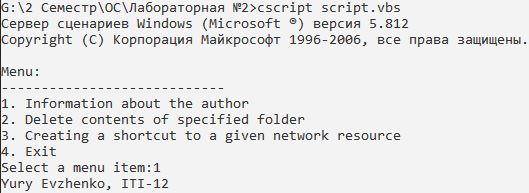 G:\2 Семестр\ОС\Лабораторная №2>cscript script.vbs
Сервер сценариев Windows (Microsoft ®) версия 5.812
Copyright (C) Корпорация Майкрософт 1996-2006, все права защищены.
Menu:
----------------------------
1. Information about the author
2. Delete contents of specified folder
3. Creating a shortcut to a given network resource
4. Exit
Select a menu item:1
Yury Evzhenko, ITI-12